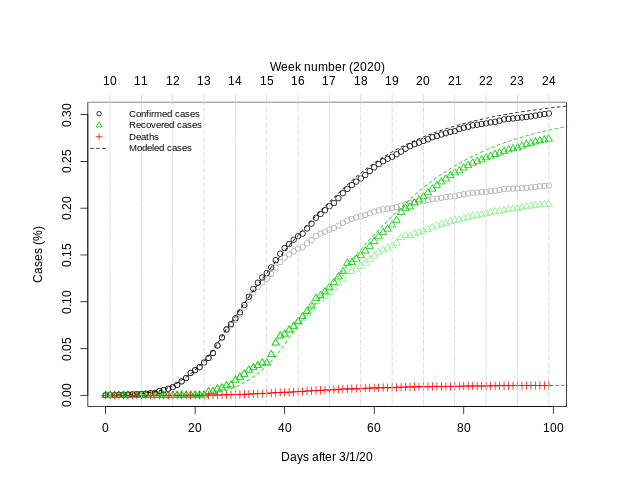 Week number (2020)
10 11 12 13 14 15 16 17 18 19 20 21 22 23 24
Confirmed cases
Recovered cases
Deaths
Modeled cases
Cases (%)
0.30
0.25
0.20
0.15
0.10
0.05
0.00
0 20 40 60 80 100
Days after 3/1/20